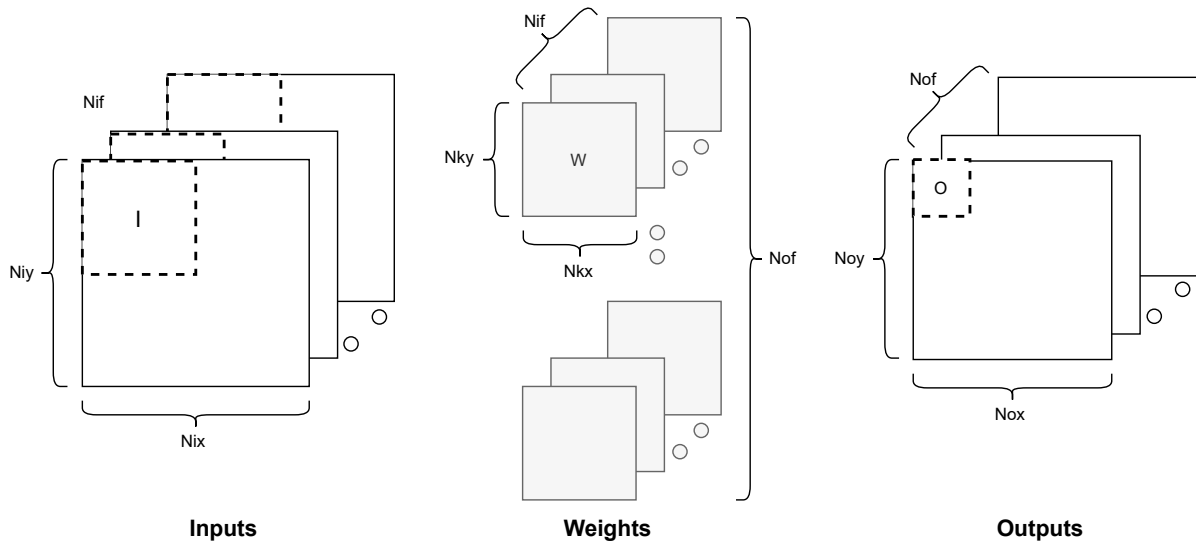 Nif
Niy
I
Nix
Inputs
Nif
Nky
W
Nkx
Nof
Weights
Nof
Noy
O
Nox
Outputs